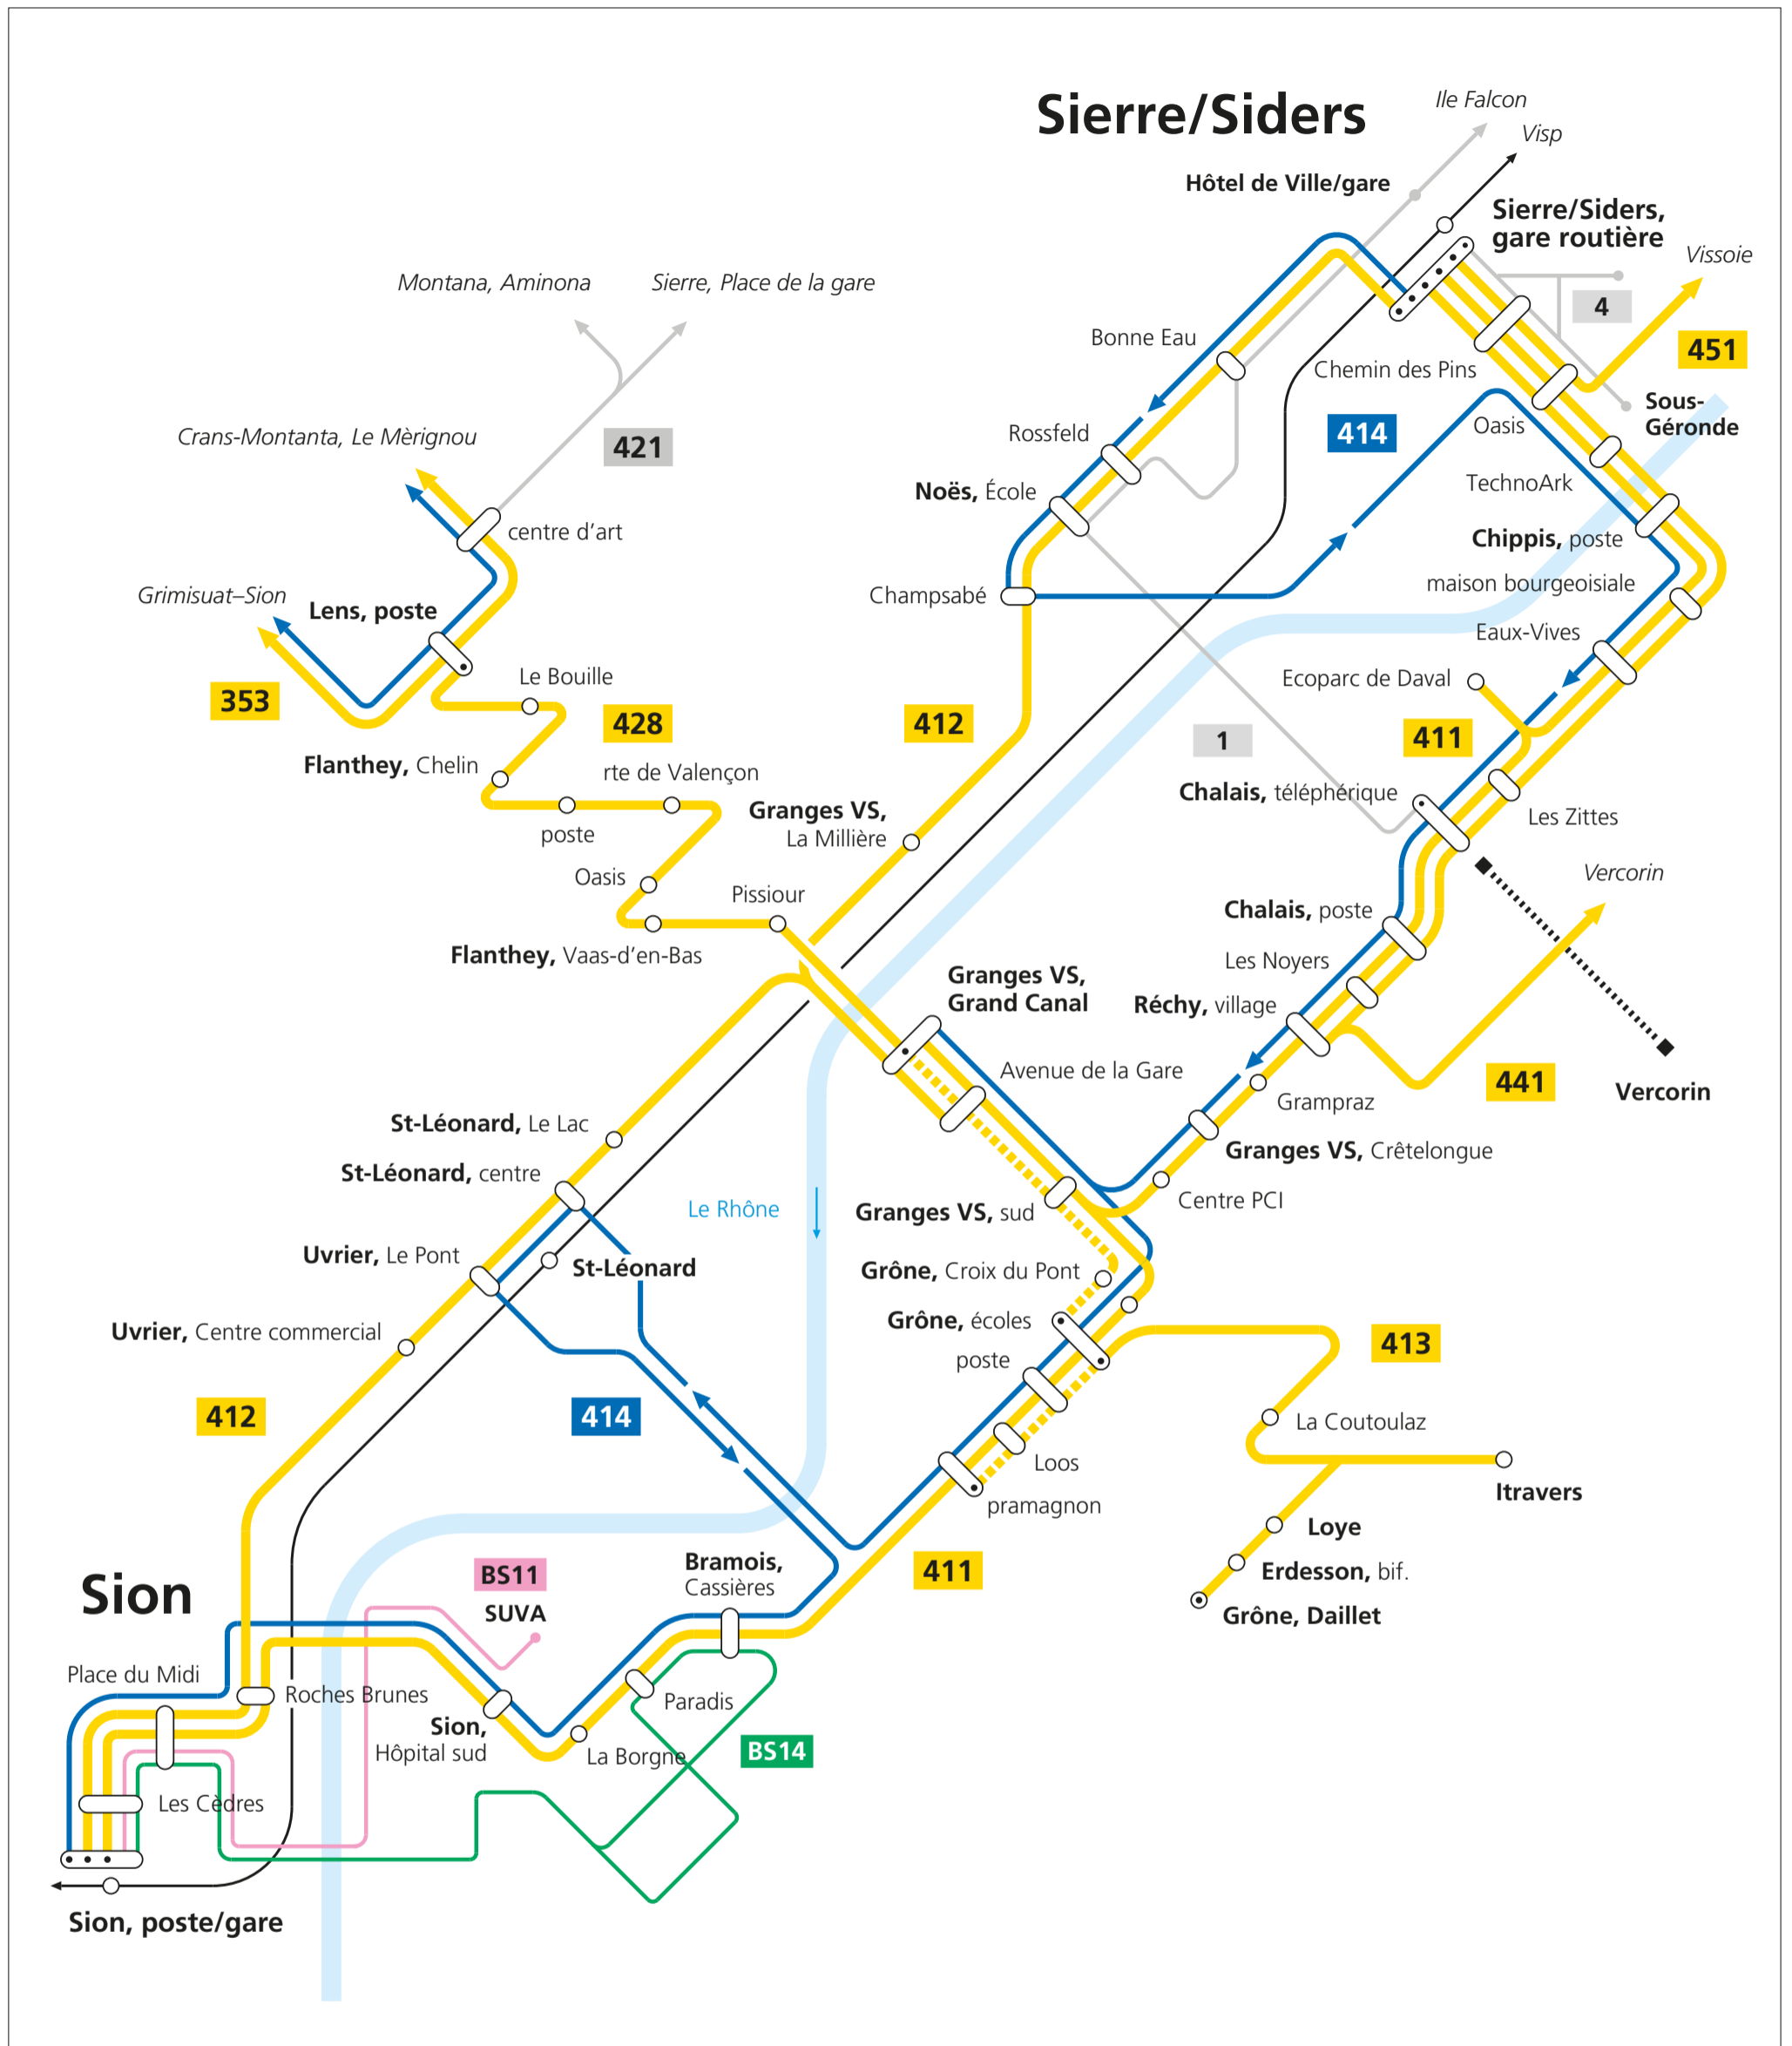 Ile Falcon
Sierre/Siders
Visp
Hôtel de Ville/gare
Sierre/Siders,
gare routière
Vissoie
Montana, Aminona
Sierre, Place de la gare
4
Bonne Eau
451
Chemin des Pins
Sous-
Géronde
Crans-Montanta, Le Mèrignou
421
Rossfeld
414
Oasis
TechnoArk
Noës, École
centre d'art
Chippis, poste
maison bourgeoisiale
Grimisuat–Sion
Lens, poste
Champsabé
Eaux-Vives
Ecoparc de Daval
353
Le Bouille
428
412
1
411
Flanthey, Chelin
rte de Valençon
Chalais, téléphérique
Granges VS,
La Millière
Les Zittes
poste
Oasis
Pissiour
Vercorin
Chalais, poste
Flanthey, Vaas-d'en-Bas
Les Noyers
Granges VS,
Grand Canal
Réchy, village
Avenue de la Gare
441
Vercorin
Grampraz
St-Léonard, Le Lac
Granges VS, Crêtelongue
St-Léonard, centre
Centre PCI
Le Rhône
Granges VS, sud
Uvrier, Le Pont
St-Léonard
Grône, Croix du Pont
Grône, écoles
Uvrier, Centre commercial
413
poste
412
414
La Coutoulaz
Loos
Itravers
pramagnon
Loye
Bramois,
Cassières
411
Erdesson, bif.
BS11
Sion
SUVA
Grône, Daillet
Place du Midi
Roches Brunes
Paradis
Sion,
Hôpital sud
La Borgne
BS14
Les Cèdres
Sion, poste/gare